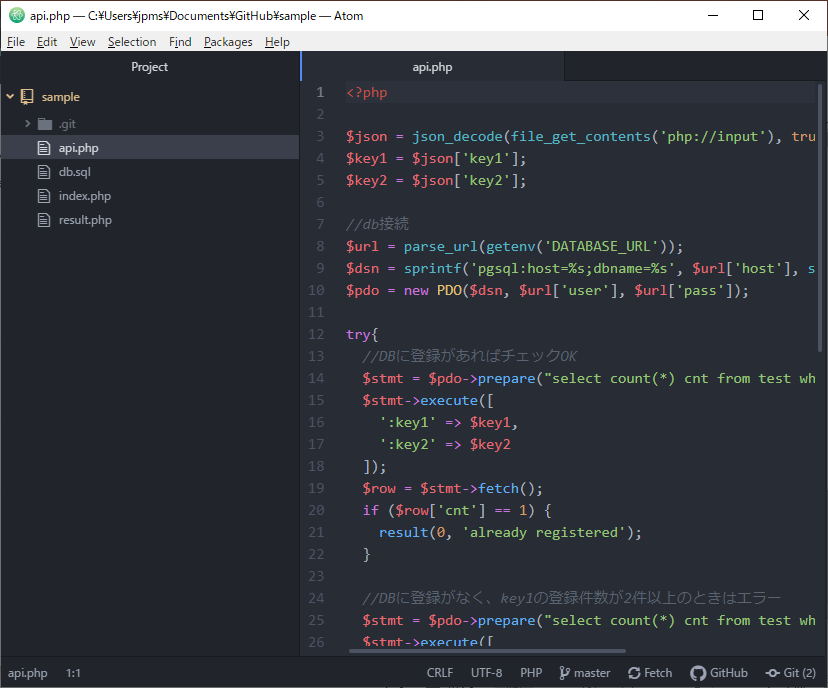 api.php — C:¥Users¥jpms¥Documents¥GitHub¥sample — Atom
File Edit View Selection Find Packages Help
Project
sample
.git
api.php
db.sql
index.php
result.php
api.php
1 <?php
2
3 $json = json_decode(file_get_contents('php://input'), tru
4 $key1 = $json['key1'];
5 $key2 = $json['key2'];
6
7 //db接続
8 $url = parse_url(getenv('DATABASE_URL'));
9 $dsn = sprintf('pgsql:host=%s;dbname=%s', $url['host'], s
10 $pdo = new PDO($dsn, $url['user'], $url['pass']);
11
12 try{
13   //DBに登録があればチェックOK
14   $stmt = $pdo->prepare("select count(*) cnt from test wh
15   $stmt->execute([
16     ':key1' => $key1,
17     ':key2' => $key2
18   ]);
19   $row = $stmt->fetch();
20   if ($row['cnt'] == 1) {
21     result(0, 'already registered');
22   }
23
24   //DBに登録がなく、key1の登録件数が2件以上のときはエラー
25   $stmt = $pdo->prepare("select count(*) cnt from test wh
26   $stmt->execute([
api.php 1:1 CRLF UTF-8 PHP master Fetch GitHub Git (2)